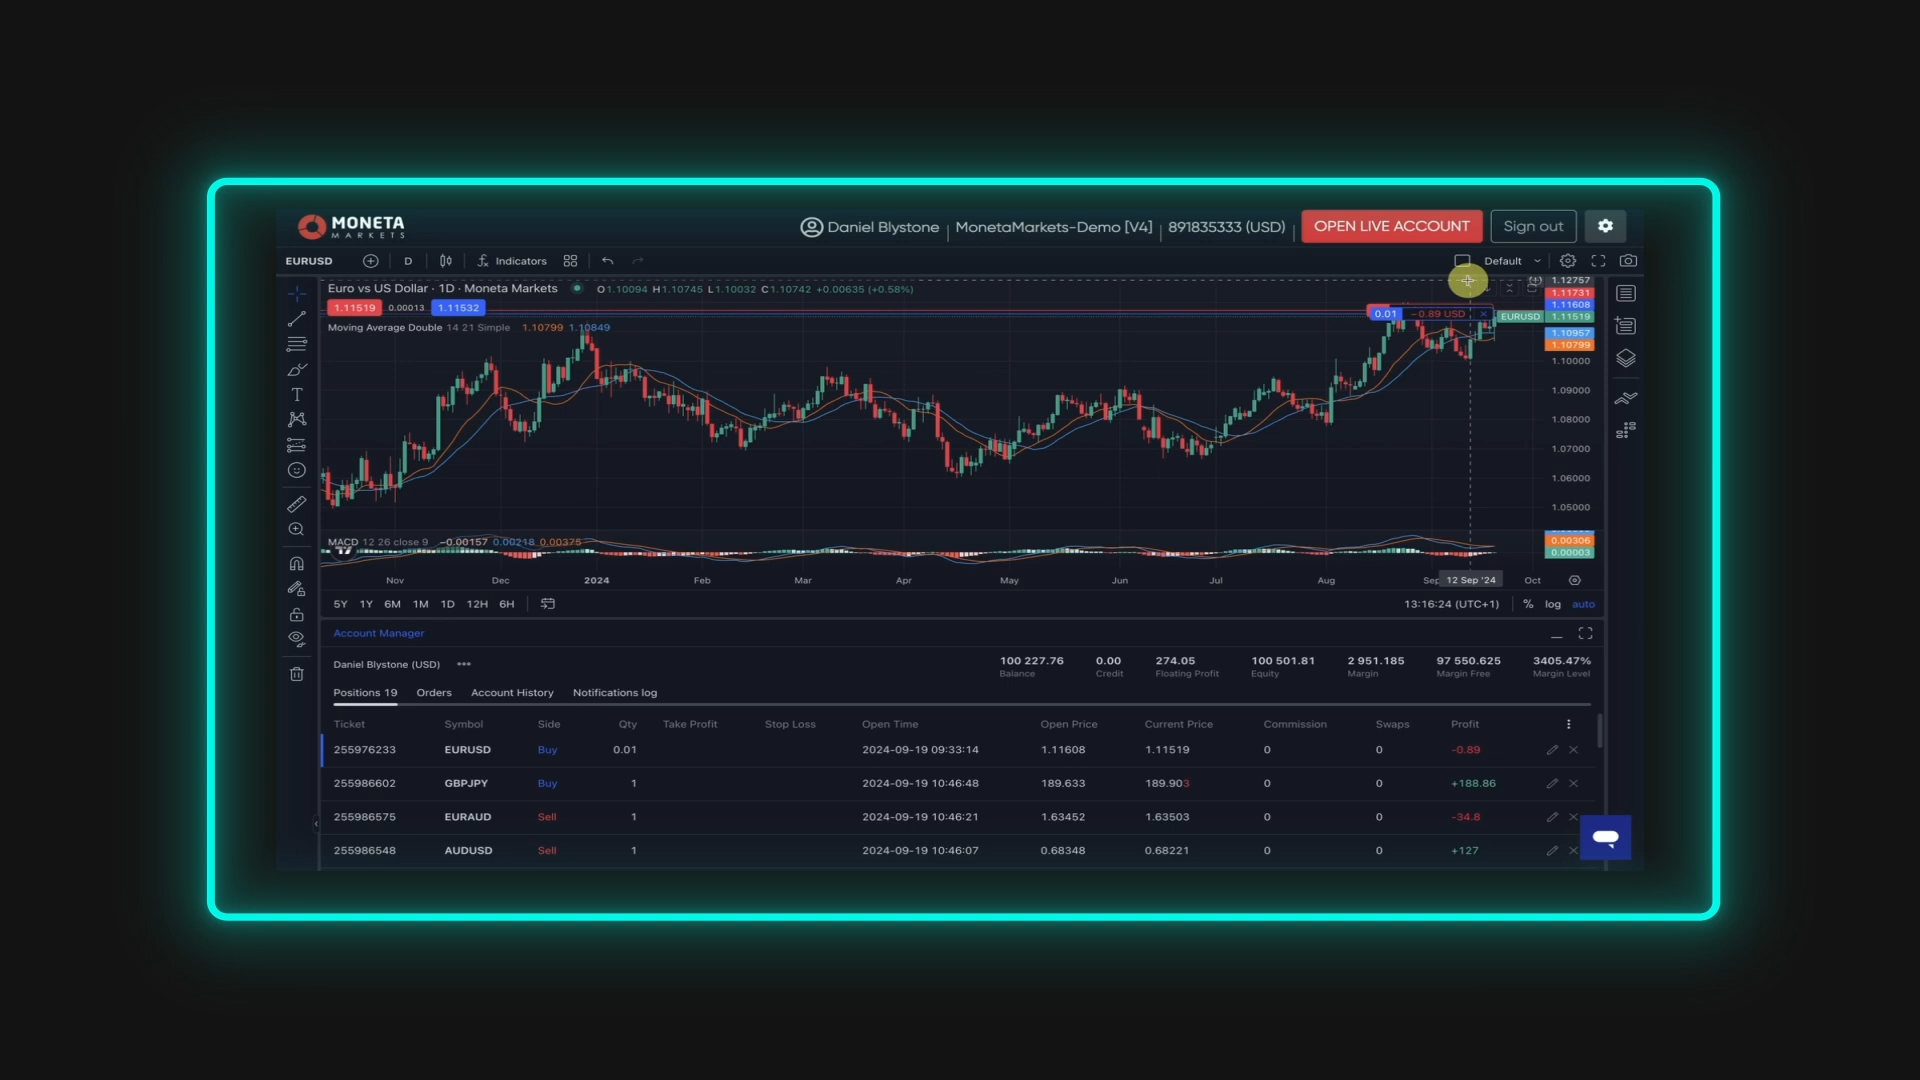 MONETA
MARKETS
Daniel Blystone | MonetaMarkets-Demo [V4] | 891835333 (USD) | OPEN LIVE ACCOUNT Sign out
EURUSD D Indicators Default
Euro vs US Dollar · 1D · Moneta Markets O1.10094 H1.10745 L1.10032 C1.10742 +0.00635 (+0.58%)
1.11519 0.00013 1.11532
Moving Average Double 14 21 Simple 1.10799 1.10849
0.01 −0.89 USD
EURUSD
1.12757
1.11731
1.11608
1.11519
1.10957
1.10799
1.10000
1.09000
1.08000
1.07000
1.06000
1.05000
MACD 12 26 close 9 −0.00157 0.00218 0.00375
0.00306
0.00003
Nov Dec 2024 Feb Mar Apr May Jun Jul Aug Sep 12 Sep '24 Oct
5Y 1Y 6M 1M 1D 12H 6H 13:16:24 (UTC+1) % log auto
Account Manager
Daniel Blystone (USD)
100 227.76 0.00 274.05 100 501.81 2 951.185 97 550.625 3405.47%
Balance Credit Floating Profit Equity Margin Margin Free Margin Level
Positions 19 Orders Account History Notifications log
Ticket Symbol Side Qty Take Profit Stop Loss Open Time Open Price Current Price Commission Swaps Profit
255976233 EURUSD Buy 0.01 2024-09-19 09:33:14 1.11608 1.11519 0 0 -0.89
255986602 GBPJPY Buy 1 2024-09-19 10:46:48 189.633 189.903 0 0 +188.86
255986575 EURAUD Sell 1 2024-09-19 10:46:21 1.63452 1.63503 0 0 -34.8
255986548 AUDUSD Sell 1 2024-09-19 10:46:07 0.68348 0.68221 0 0 +127